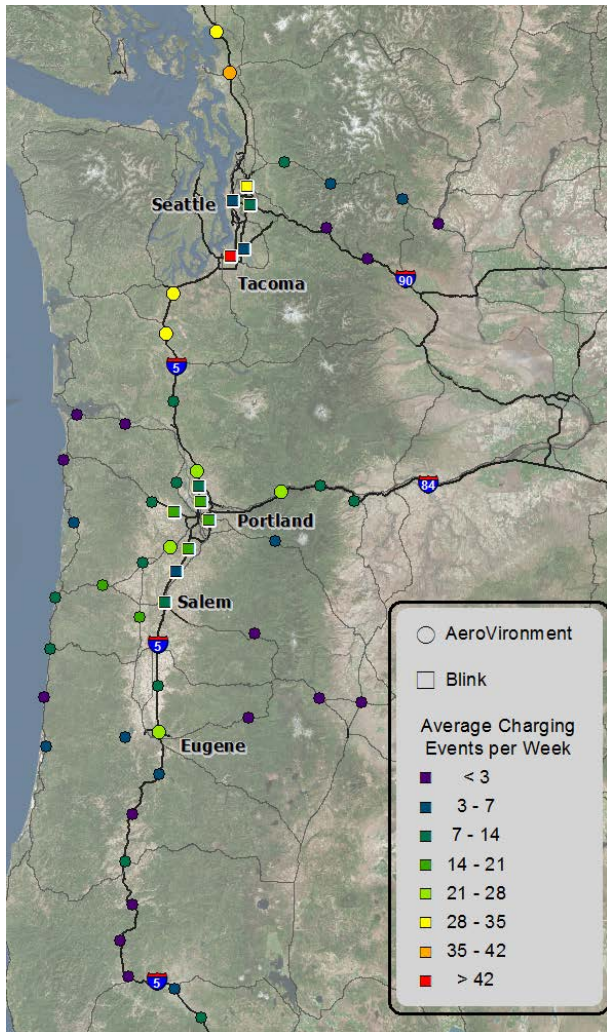 Seattle
Tacoma
90
5
84
Portland
Salem
5
Eugene
5
AeroVironment
Blink
Average Charging
Events per Week
< 3
3 - 7
7 - 14
14 - 21
21 - 28
28 - 35
35 - 42
> 42